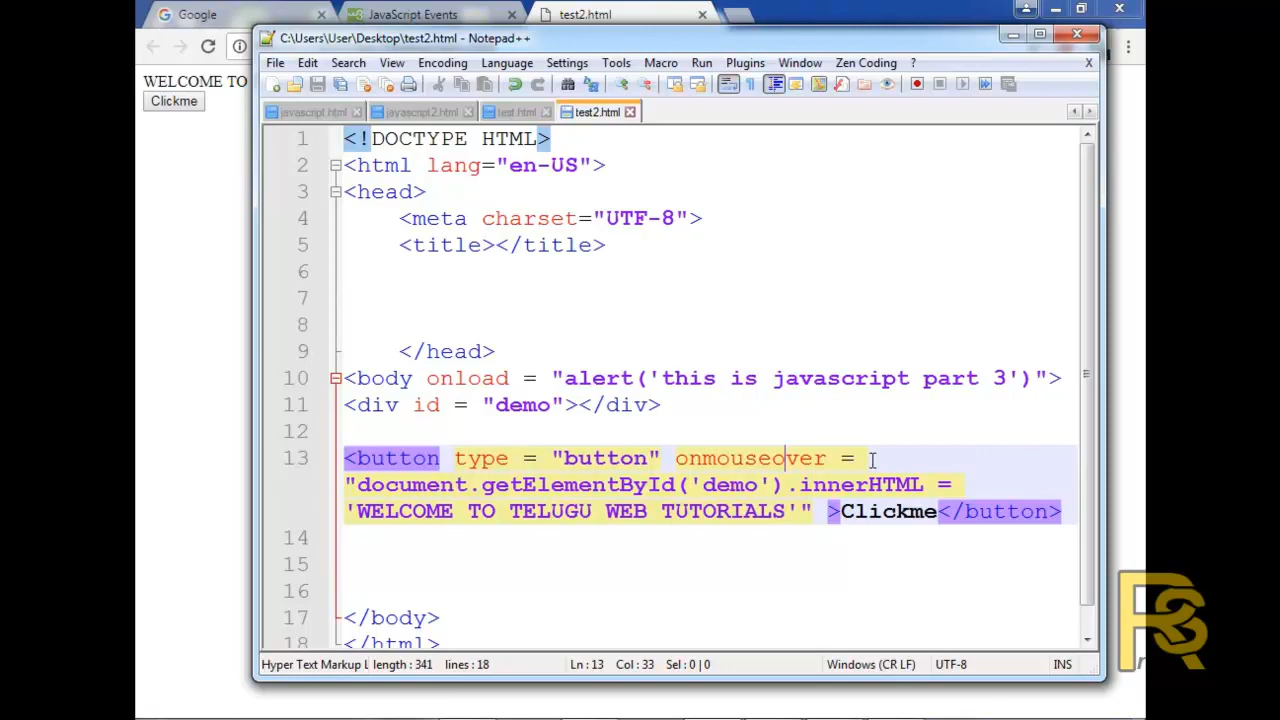 Google
JavaScript Events
test2.html
C:\Users\User\Desktop\test2.html - Notepad++
WELCOME TO
Clickme
File Edit Search View Encoding Language Settings Tools Macro Run Plugins Window Zen Coding ? X
javascript.html javascript2.html test.html test2.html
1 <!DOCTYPE HTML>
2 <html lang="en-US">
3 <head>
4 <meta charset="UTF-8">
5 <title></title>
6
7
8
9 </head>
10 <body onload = "alert('this is javascript part 3')">
11 <div id = "demo"></div>
12
13 <button type = "button" onmouseover =
"document.getElementById('demo').innerHTML =
'WELCOME TO TELUGU WEB TUTORIALS'" >Clickme</button>
14
15
16
17 </body>
18 </html>
Hyper Text Markup L length : 341 lines : 18 Ln : 13 Col : 33 Sel : 0 | 0 Windows (CR LF) UTF-8 INS